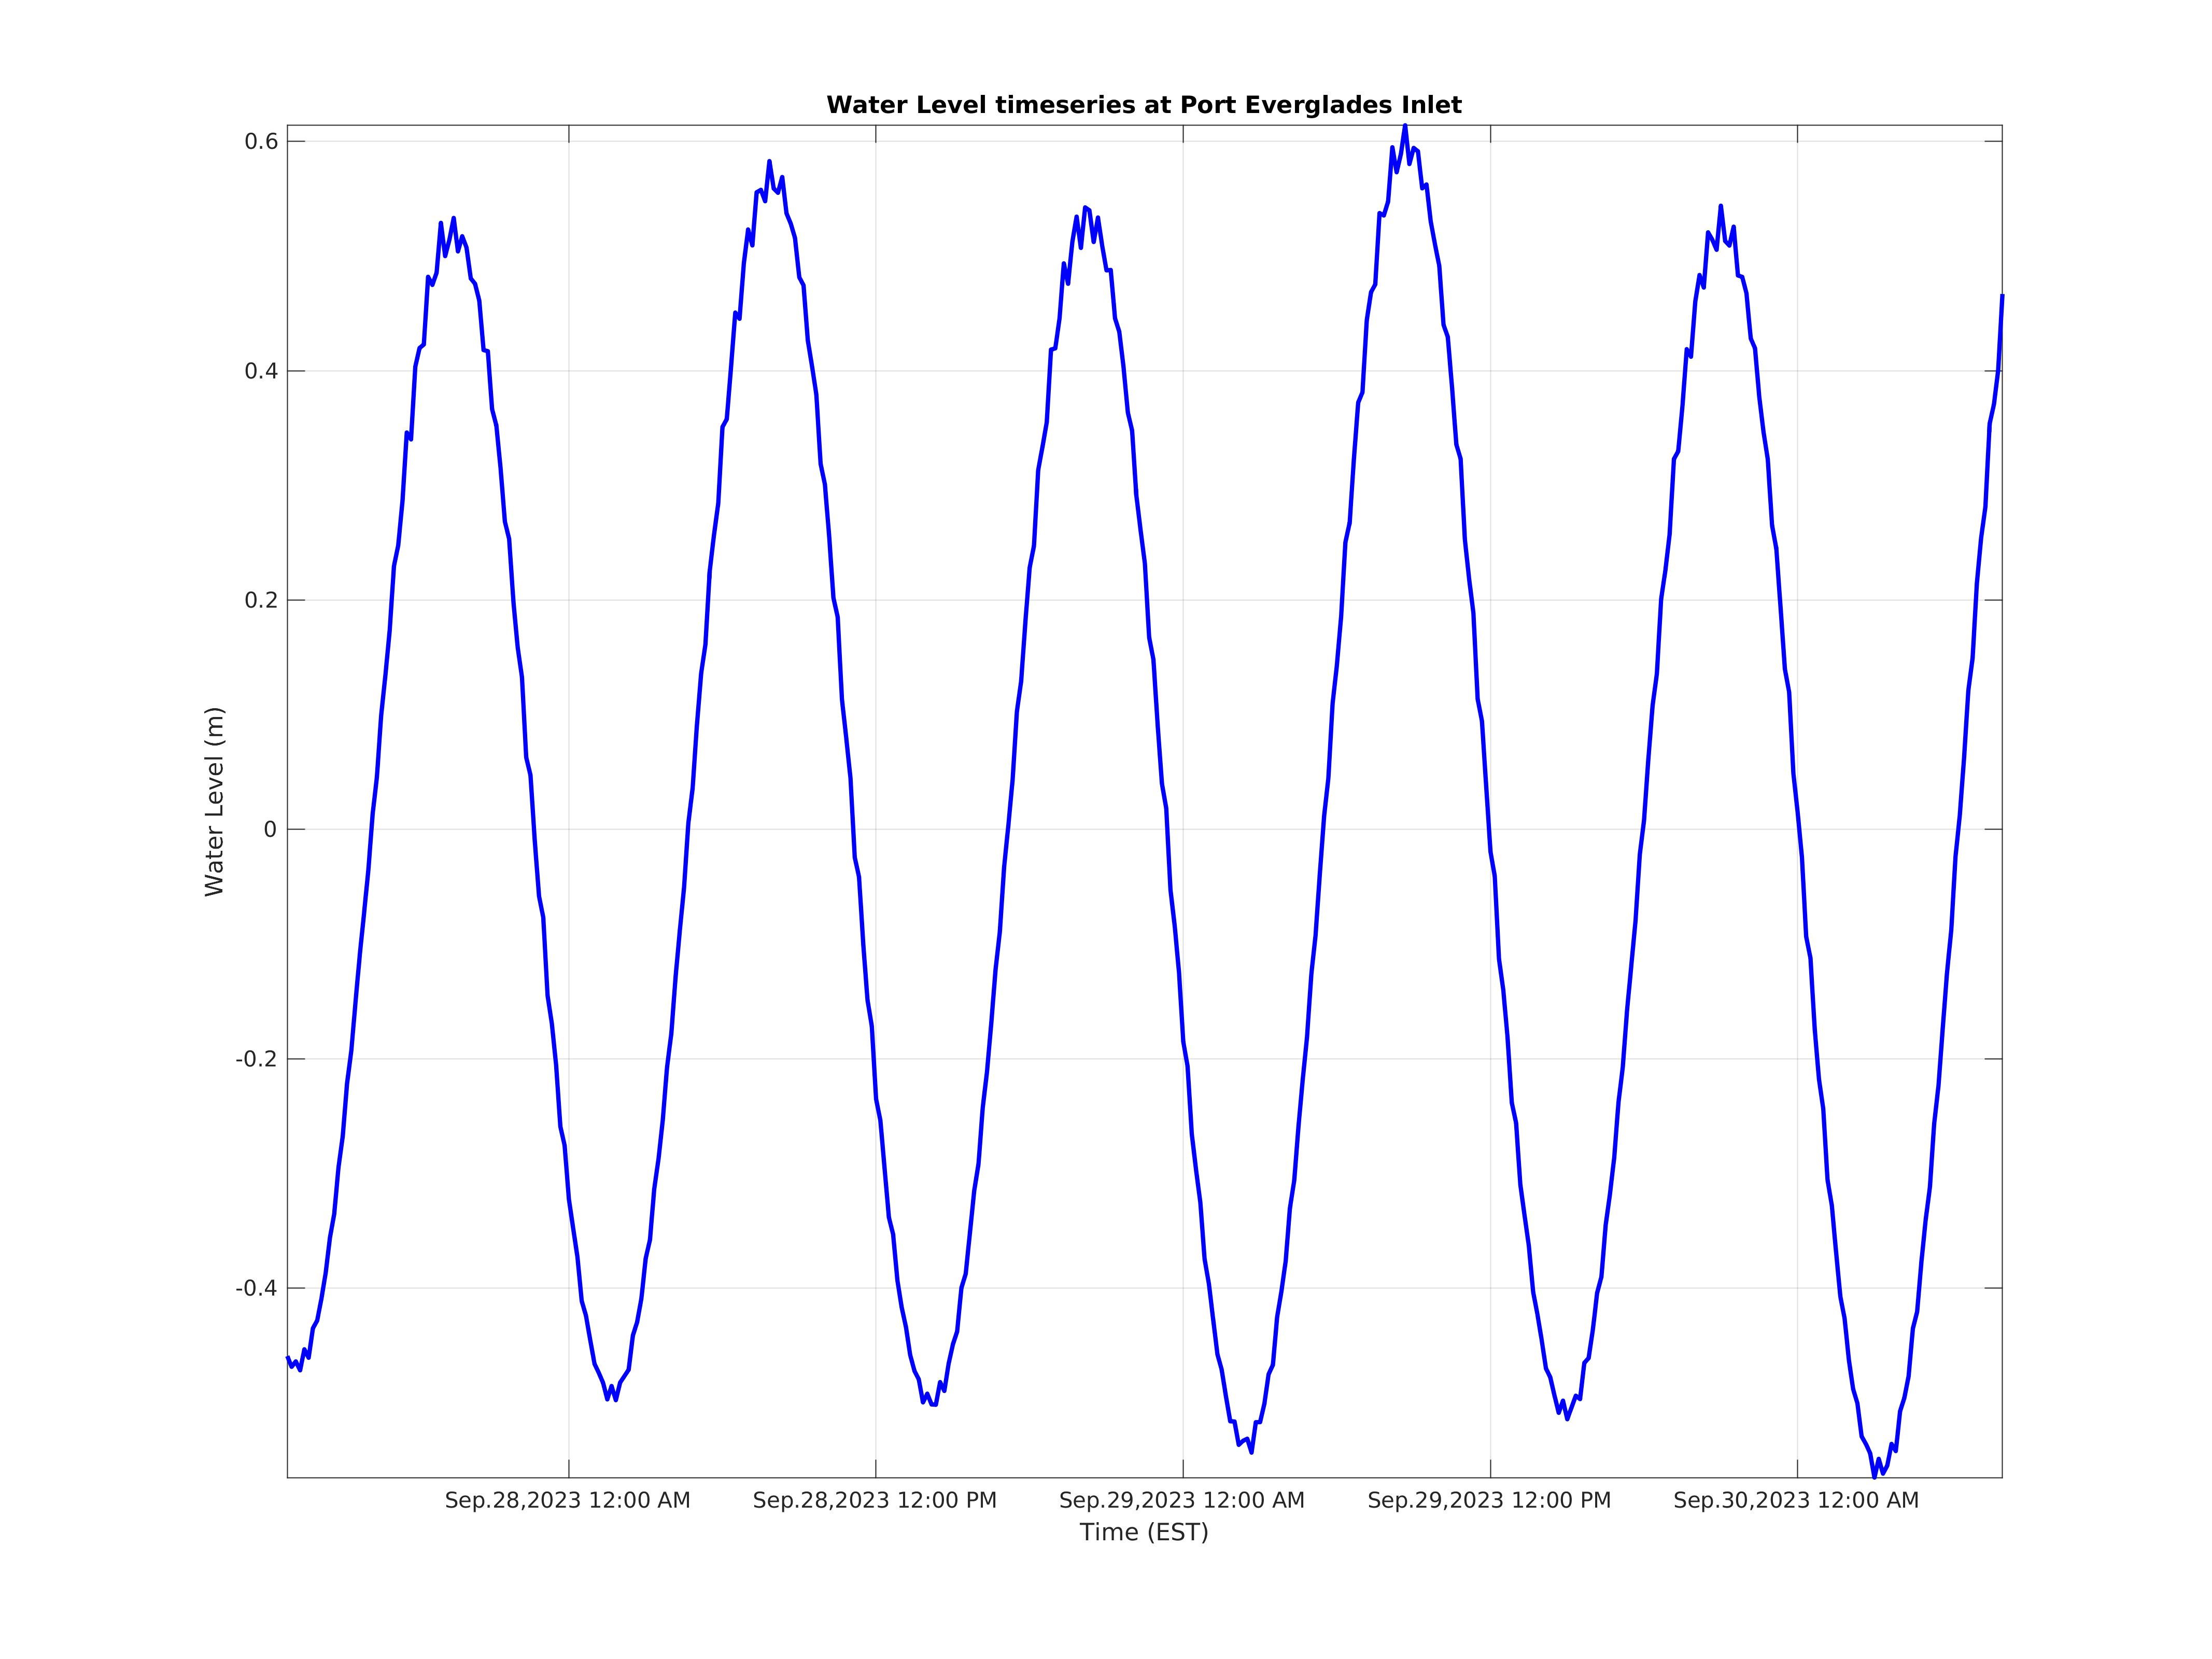 Water Level timeseries at Port Everglades Inlet
0.6
0.4
0.2
0
-0.2
-0.4
Water Level (m)
Sep.28,2023 12:00 AM Sep.28,2023 12:00 PM Sep.29,2023 12:00 AM Sep.29,2023 12:00 PM Sep.30,2023 12:00 AM
Time (EST)